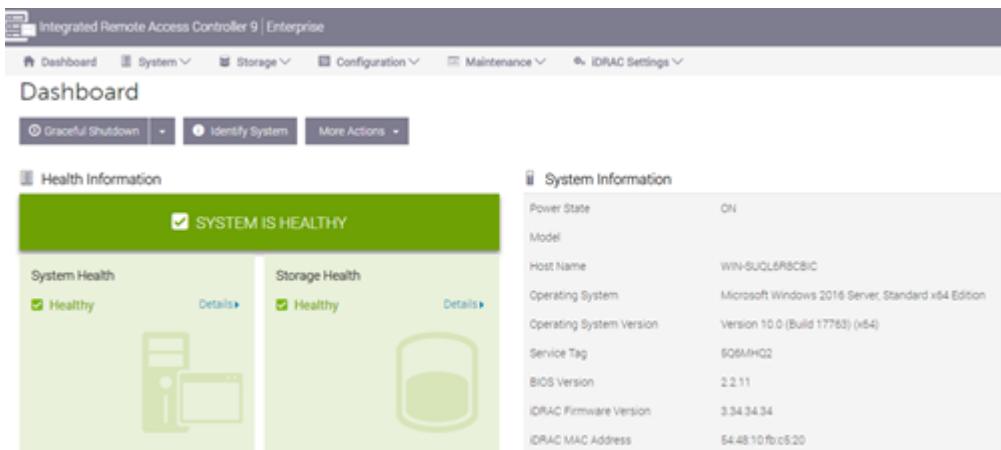 Integrated Remote Access Controller 9 | Enterprise
Dashboard System Storage Configuration Maintenance iDRAC Settings
Dashboard
Graceful Shutdown Identify System More Actions
Health Information
SYSTEM IS HEALTHY
System Health
Healthy Details
Storage Health
Healthy Details
System Information
Power State ON
Model
Host Name WIN-SUQL6R8CBIC
Operating System Microsoft Windows 2016 Server, Standard x64 Edition
Operating System Version Version 10.0 (Build 17763) (x64)
Service Tag 5Q6MHQ2
BIOS Version 2.2.11
iDRAC Firmware Version 3.34.34.34
iDRAC MAC Address 54:48:10:fb:c5:20